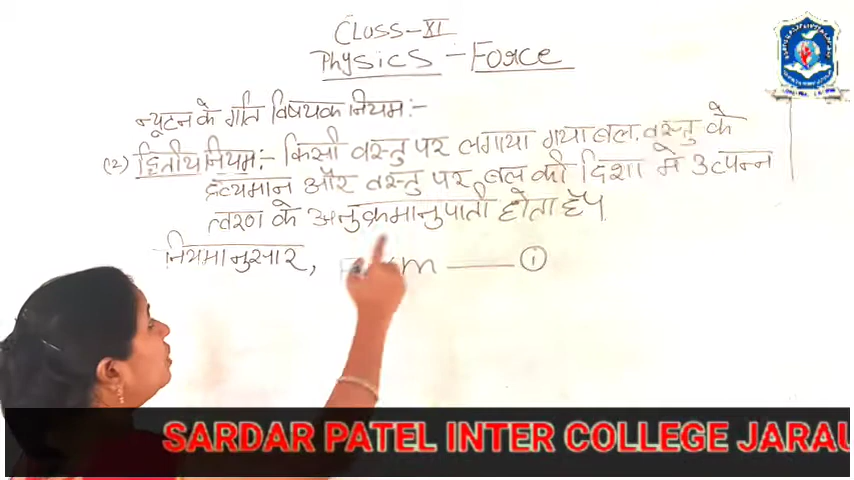 CLASS-XI
Physics - Force
न्यूटन के गति विषयक नियम:-
(2) द्वितीय नियम:- किसी वस्तु पर लगाया गया बल, वस्तु के
द्रव्यमान और वस्तु पर बल की दिशा में उत्पन्न
त्वरण के अनुक्रमानुपाती होता है।
नियमानुसार, F m — ①
SARDAR PATEL INTER COLLEGE JARAU